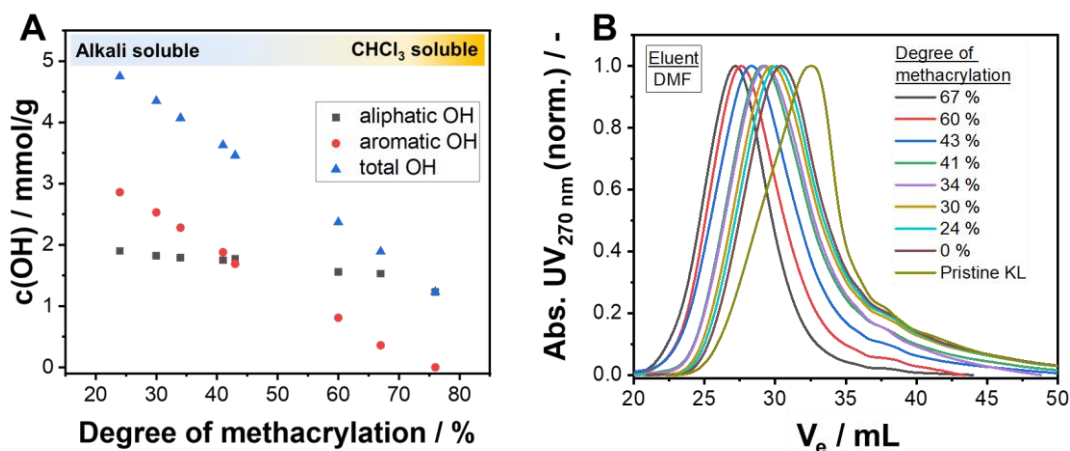 A
Alkali soluble
CHCl₃ soluble
aliphatic OH
aromatic OH
total OH
c(OH) / mmol/g
5
4
3
2
1
0
20 30 40 50 60 70 80
Degree of methacrylation / %
B
Eluent
DMF
Degree of
methacrylation
67 %
60 %
43 %
41 %
34 %
30 %
24 %
0 %
Pristine KL
Abs. UV₂₇₀ ₙₘ (norm.) / -
1.0
0.8
0.6
0.4
0.2
0.0
20 25 30 35 40 45 50
Vₑ / mL